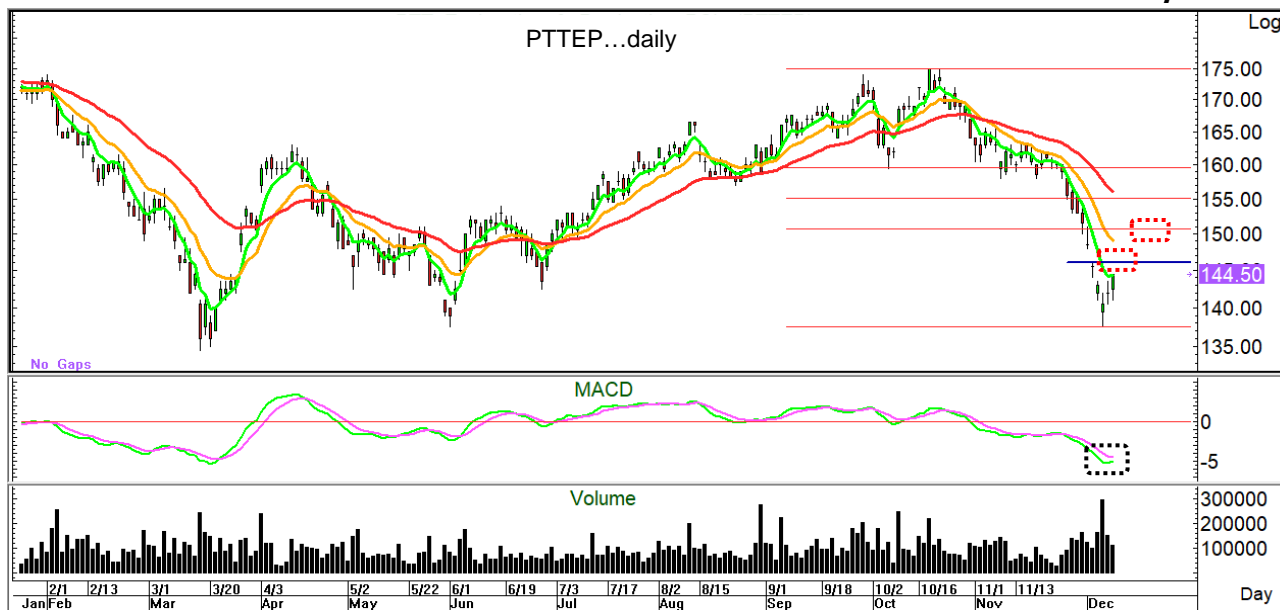 Log
PTTEP...daily
175.00
170.00
165.00
160.00
155.00
150.00
144.50
140.00
135.00
No Gaps
MACD
0
-5
Volume
300000
200000
100000
2/1 2/13 3/1 3/20 4/3 5/2 5/22 6/1 6/19 7/3 7/17 8/2 8/15 9/1 9/18 10/2 10/16 11/1 11/13
Jan Feb Mar Apr May Jun Jul Aug Sep Oct Nov Dec
Day